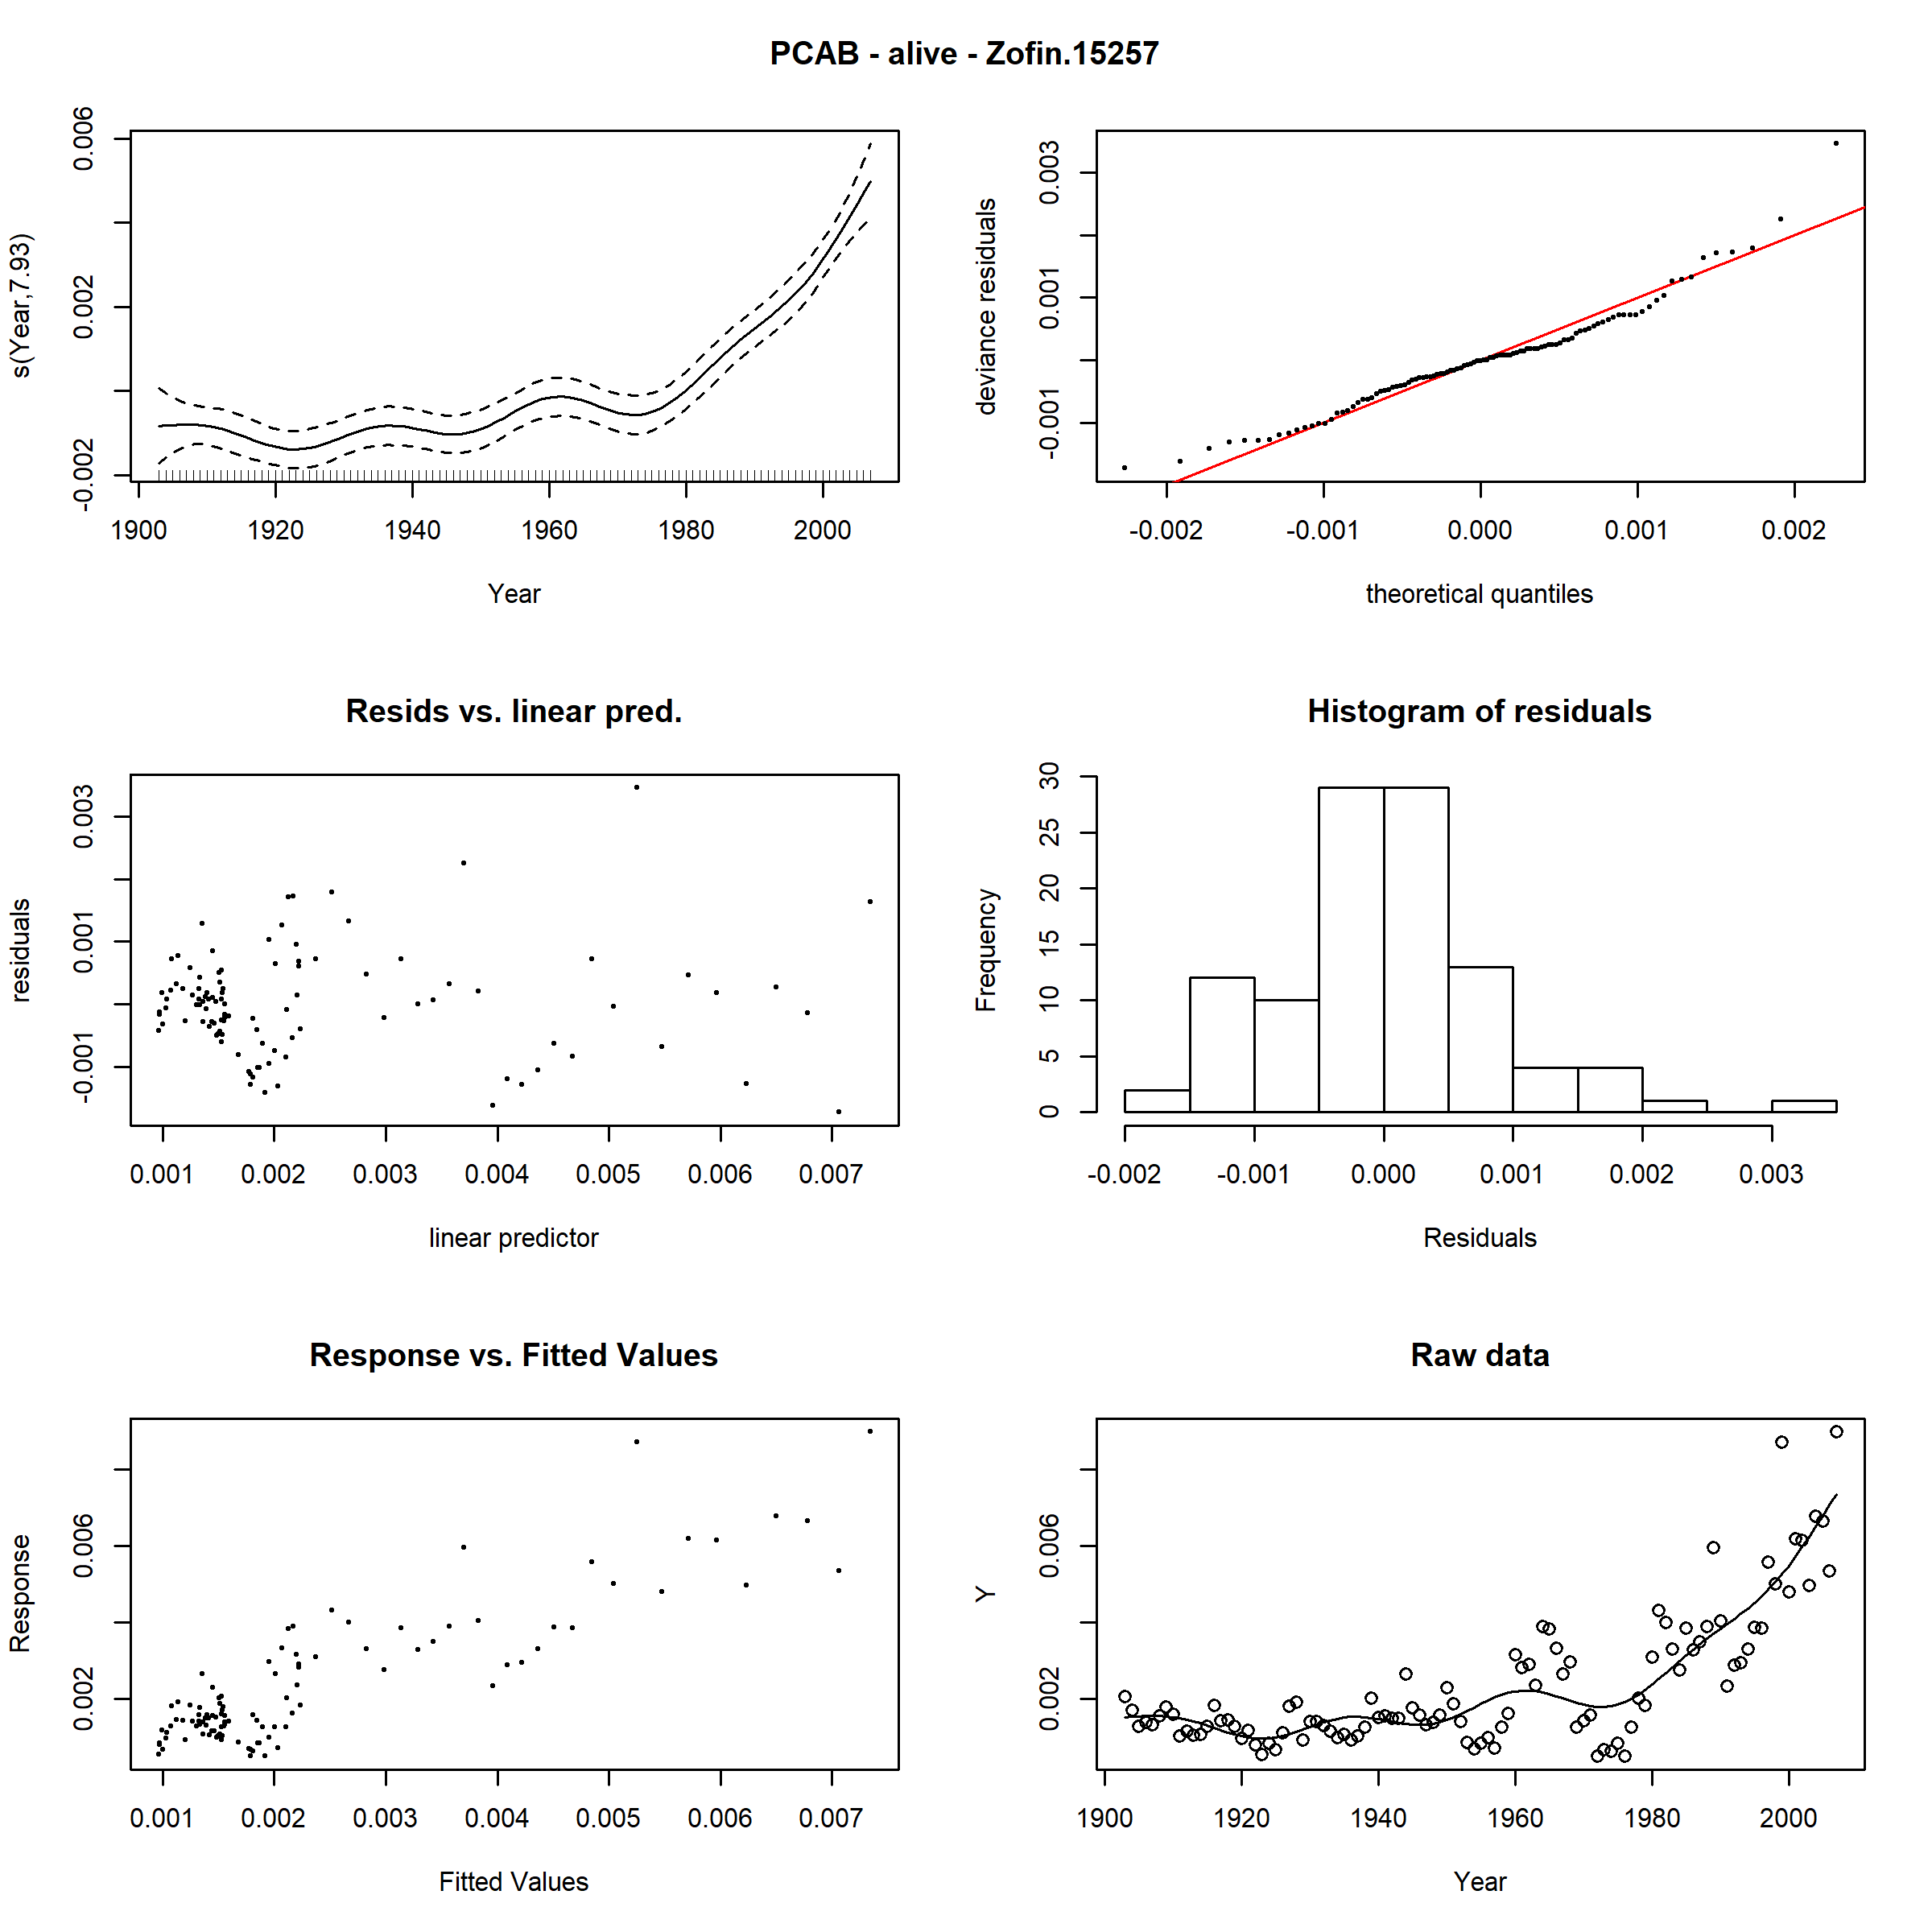 PCAB - alive - Zofin.15257
s(Year,7.93)
-0.002 0.002 0.006
1900 1920 1940 1960 1980 2000
Year
deviance residuals
-0.001 0.001 0.003
-0.002 -0.001 0.000 0.001 0.002
theoretical quantiles
Resids vs. linear pred.
residuals
-0.001 0.001 0.003
0.001 0.002 0.003 0.004 0.005 0.006 0.007
linear predictor
Histogram of residuals
Frequency
0 5 10 15 20 25 30
-0.002 -0.001 0.000 0.001 0.002 0.003
Residuals
Response vs. Fitted Values
Response
0.002 0.006
0.001 0.002 0.003 0.004 0.005 0.006 0.007
Fitted Values
Raw data
Y
0.002 0.006
1900 1920 1940 1960 1980 2000
Year